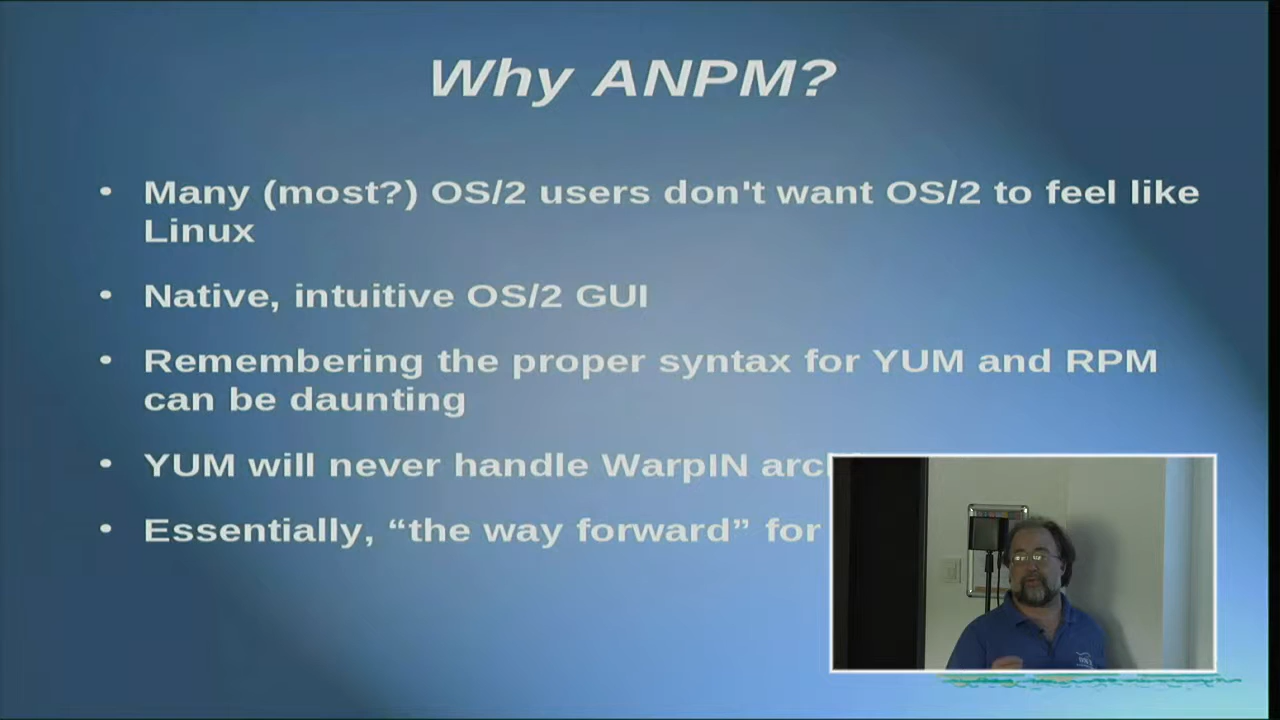 Why ANPM?
• Many (most?) OS/2 users don't want OS/2 to feel like
Linux
• Native, intuitive OS/2 GUI
• Remembering the proper syntax for YUM and RPM
can be daunting
• YUM will never handle WarpIN
• Essentially, “the way forward” for